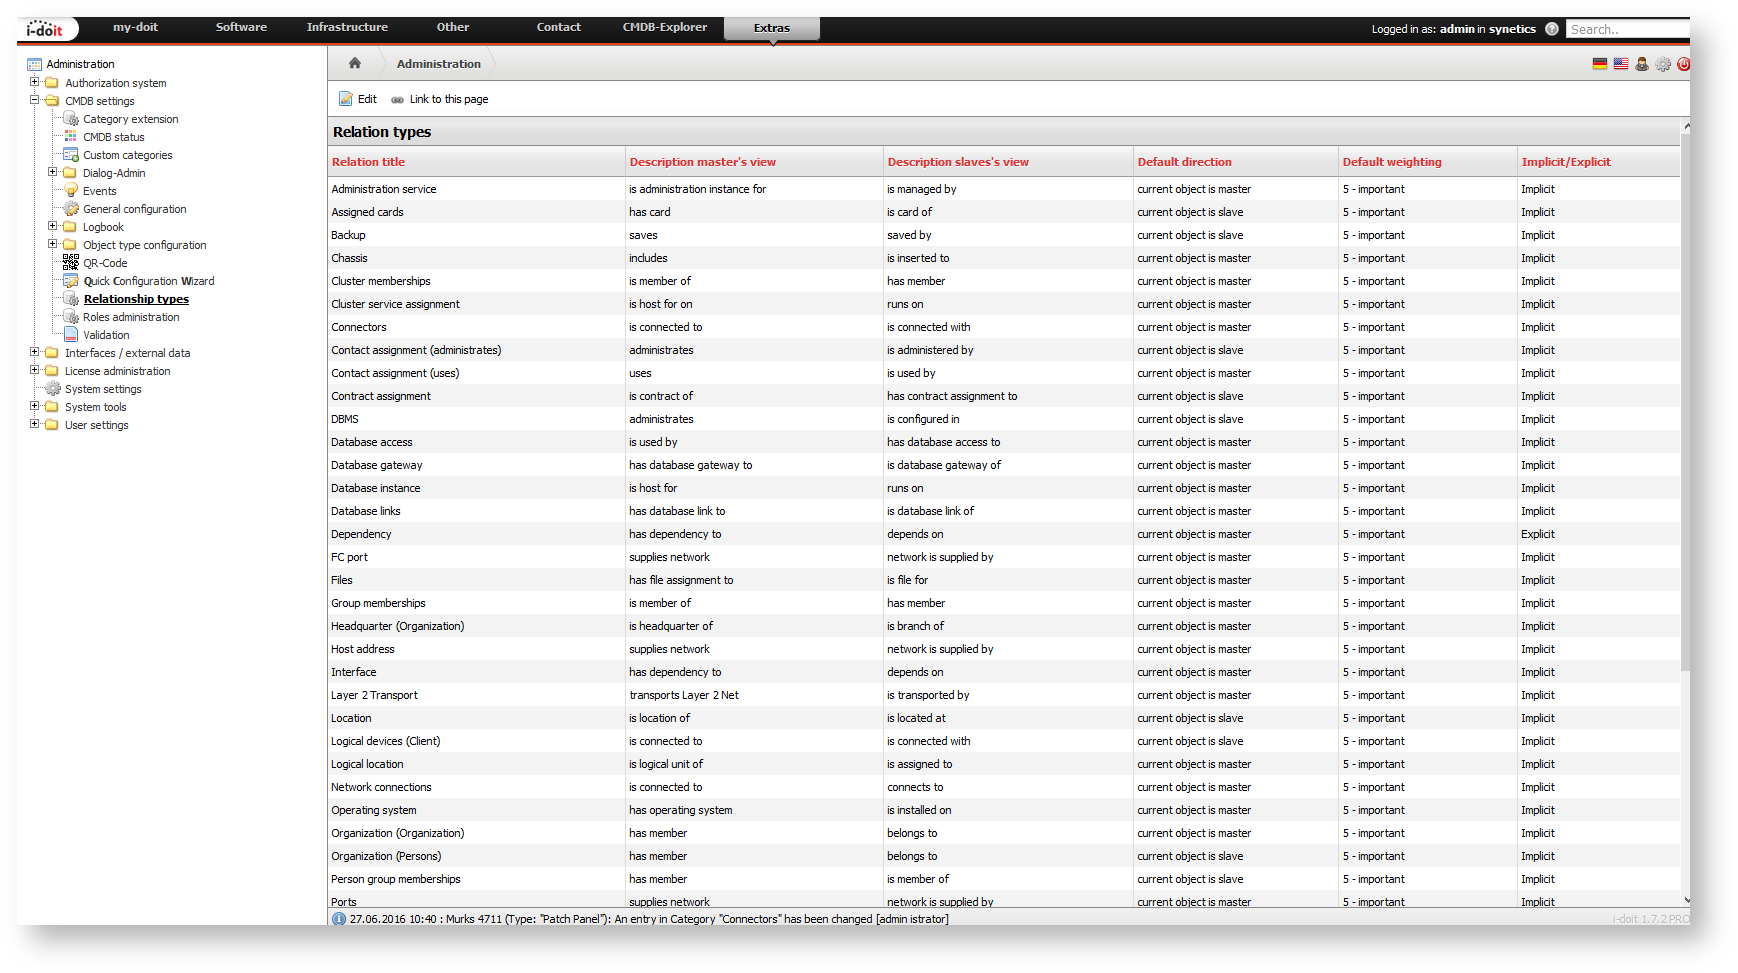 i-doit my-doit Software Infrastructure Other Contact CMDB-Explorer Extras Logged in as: admin in synetics Search..
Administration
Authorization system
CMDB settings
Category extension
CMDB status
Custom categories
Dialog-Admin
Events
General configuration
Logbook
Object type configuration
QR-Code
Quick Configuration Wizard
Relationship types
Roles administration
Validation
Interfaces / external data
License administration
System settings
System tools
User settings
Administration
Edit Link to this page
Relation types
Relation title Description master's view Description slaves's view Default direction Default weighting Implicit/Explicit
Administration service is administration instance for is managed by current object is master 5 - important Implicit
Assigned cards has card is card of current object is slave 5 - important Implicit
Backup saves saved by current object is slave 5 - important Implicit
Chassis includes is inserted to current object is master 5 - important Implicit
Cluster memberships is member of has member current object is master 5 - important Implicit
Cluster service assignment is host for on runs on current object is master 5 - important Implicit
Connectors is connected to is connected with current object is master 5 - important Implicit
Contact assignment (administrates) administrates is administered by current object is slave 5 - important Implicit
Contact assignment (uses) uses is used by current object is master 5 - important Implicit
Contract assignment is contract of has contract assignment to current object is slave 5 - important Implicit
DBMS administrates is configured in current object is slave 5 - important Implicit
Database access is used by has database access to current object is master 5 - important Implicit
Database gateway has database gateway to is database gateway of current object is master 5 - important Implicit
Database instance is host for runs on current object is master 5 - important Implicit
Database links has database link to is database link of current object is master 5 - important Implicit
Dependency has dependency to depends on current object is master 5 - important Explicit
FC port supplies network network is supplied by current object is master 5 - important Implicit
Files has file assignment to is file for current object is master 5 - important Implicit
Group memberships is member of has member current object is master 5 - important Implicit
Headquarter (Organization) is headquarter of is branch of current object is master 5 - important Implicit
Host address supplies network network is supplied by current object is master 5 - important Implicit
Interface has dependency to depends on current object is master 5 - important Implicit
Layer 2 Transport transports Layer 2 Net is transported by current object is master 5 - important Implicit
Location is location of is located at current object is slave 5 - important Implicit
Logical devices (Client) is connected to is connected with current object is slave 5 - important Implicit
Logical location is logical unit of is assigned to current object is master 5 - important Implicit
Network connections is connected to connects to current object is master 5 - important Implicit
Operating system has operating system is installed on current object is master 5 - important Implicit
Organization (Organization) has member belongs to current object is master 5 - important Implicit
Organization (Persons) has member belongs to current object is slave 5 - important Implicit
Person group memberships has member is member of current object is slave 5 - important Implicit
Ports supplies network network is supplied by current object is master 5 - important Implicit
27.06.2016 10:40 : Murks 4711 (Type: "Patch Panel"): An entry in Category "Connectors" has been changed [admin istrator] i-doit 1.7.2 PRO